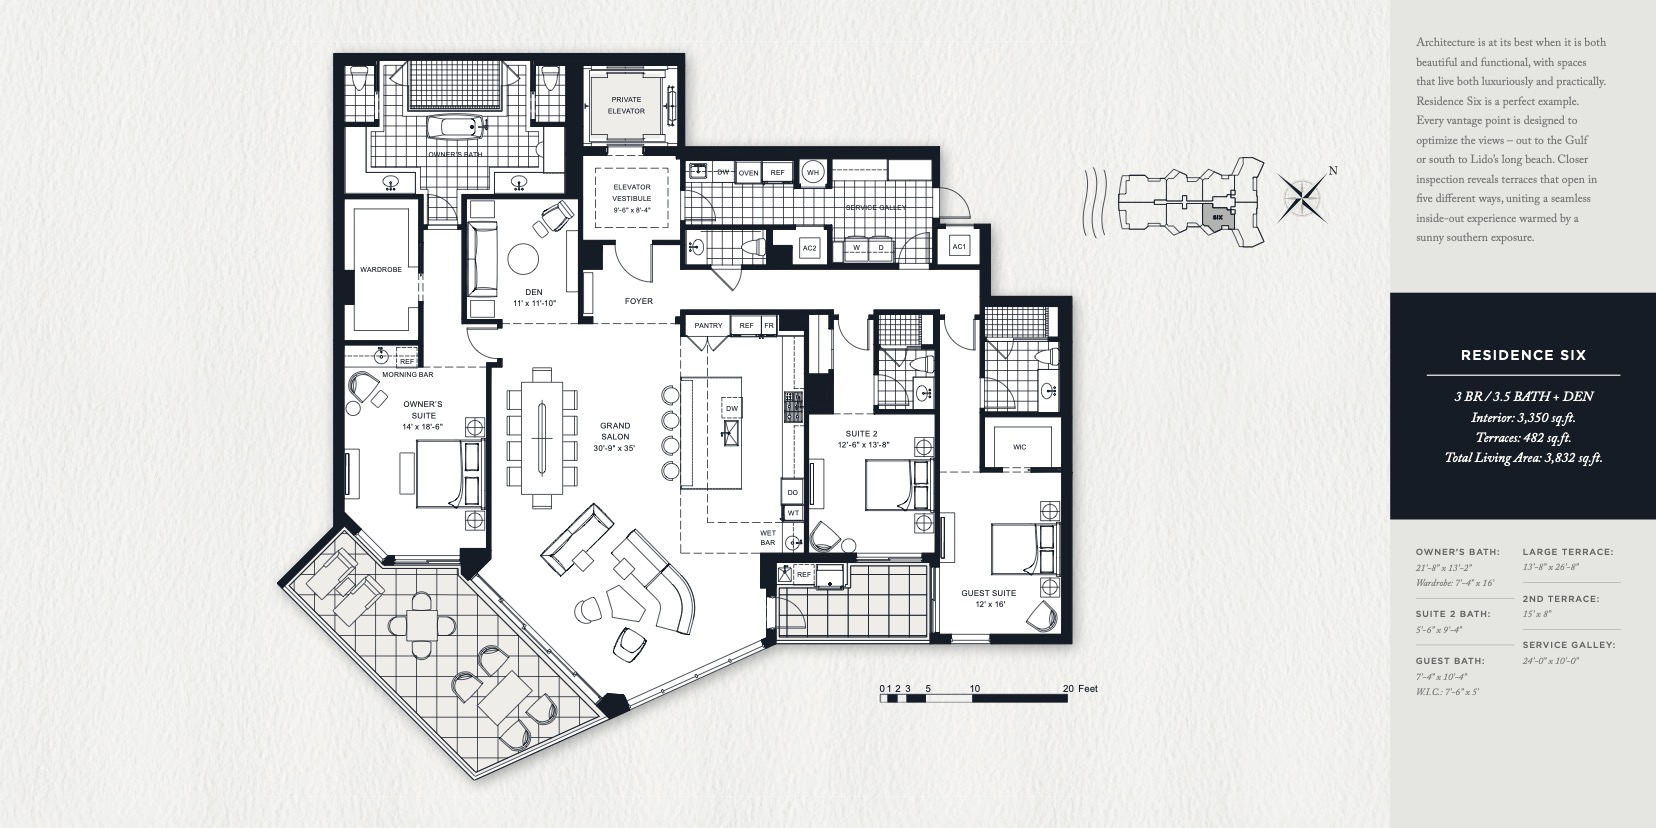 PRIVATE
ELEVATOR
OWNER'S BATH
ELEVATOR
VESTIBULE
9'-6" x 8'-4"
DW
OVEN
REF
WH
SERVICE GALLEY
AC2
W
D
AC1
WARDROBE
DEN
11' x 11'-10"
FOYER
PANTRY
REF
FR
REF
MORNING BAR
OWNER'S
SUITE
14' x 18'-6"
GRAND
SALON
30'-9" x 35'
DW
SUITE 2
12'-6" x 13'-8"
WIC
DO
WT
WET
BAR
REF
GUEST SUITE
12' x 16'
0 1 2 3 5 10 20 Feet
N
SIX
Architecture is at its best when it is both
beautiful and functional, with spaces
that live both luxuriously and practically.
Residence Six is a perfect example.
Every vantage point is designed to
optimize the views – out to the Gulf
or south to Lido's long beach. Closer
inspection reveals terraces that open in
five different ways, uniting a seamless
inside-out experience warmed by a
sunny southern exposure.
RESIDENCE SIX
3 BR / 3.5 BATH + DEN
Interior: 3,350 sq.ft.
Terraces: 482 sq.ft.
Total Living Area: 3,832 sq.ft.
OWNER'S BATH:
21'-8" x 13'-2"
Wardrobe: 7'-4" x 16'
SUITE 2 BATH:
5'-6" x 9'-4"
GUEST BATH:
7'-4" x 10'-4"
W.I.C.: 7'-6" x 5'
LARGE TERRACE:
13'-8" x 26'-8"
2ND TERRACE:
15' x 8"
SERVICE GALLEY:
24'-0" x 10'-0"